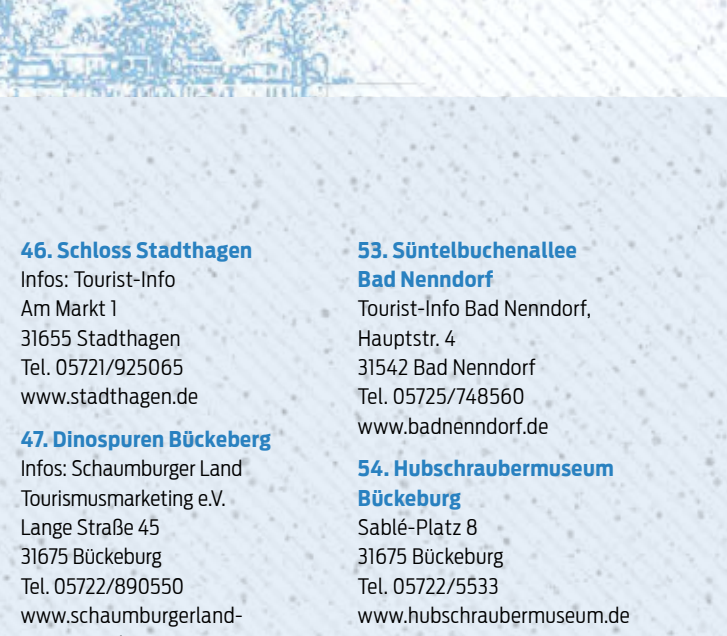 46. Schloss Stadthagen
Infos: Tourist-Info
Am Markt 1
31655 Stadthagen
Tel. 05721/925065
www.stadthagen.de
47. Dinospuren Bückeberg
Infos: Schaumburger Land
Tourismusmarketing e.V.
Lange Straße 45
31675 Bückeburg
Tel. 05722/890550
www.schaumburgerland-
53. Süntelbuchenallee
Bad Nenndorf
Tourist-Info Bad Nenndorf,
Hauptstr. 4
31542 Bad Nenndorf
Tel. 05725/748560
www.badnenndorf.de
54. Hubschraubermuseum
Bückeburg
Sablé-Platz 8
31675 Bückeburg
Tel. 05722/5533
www.hubschraubermuseum.de